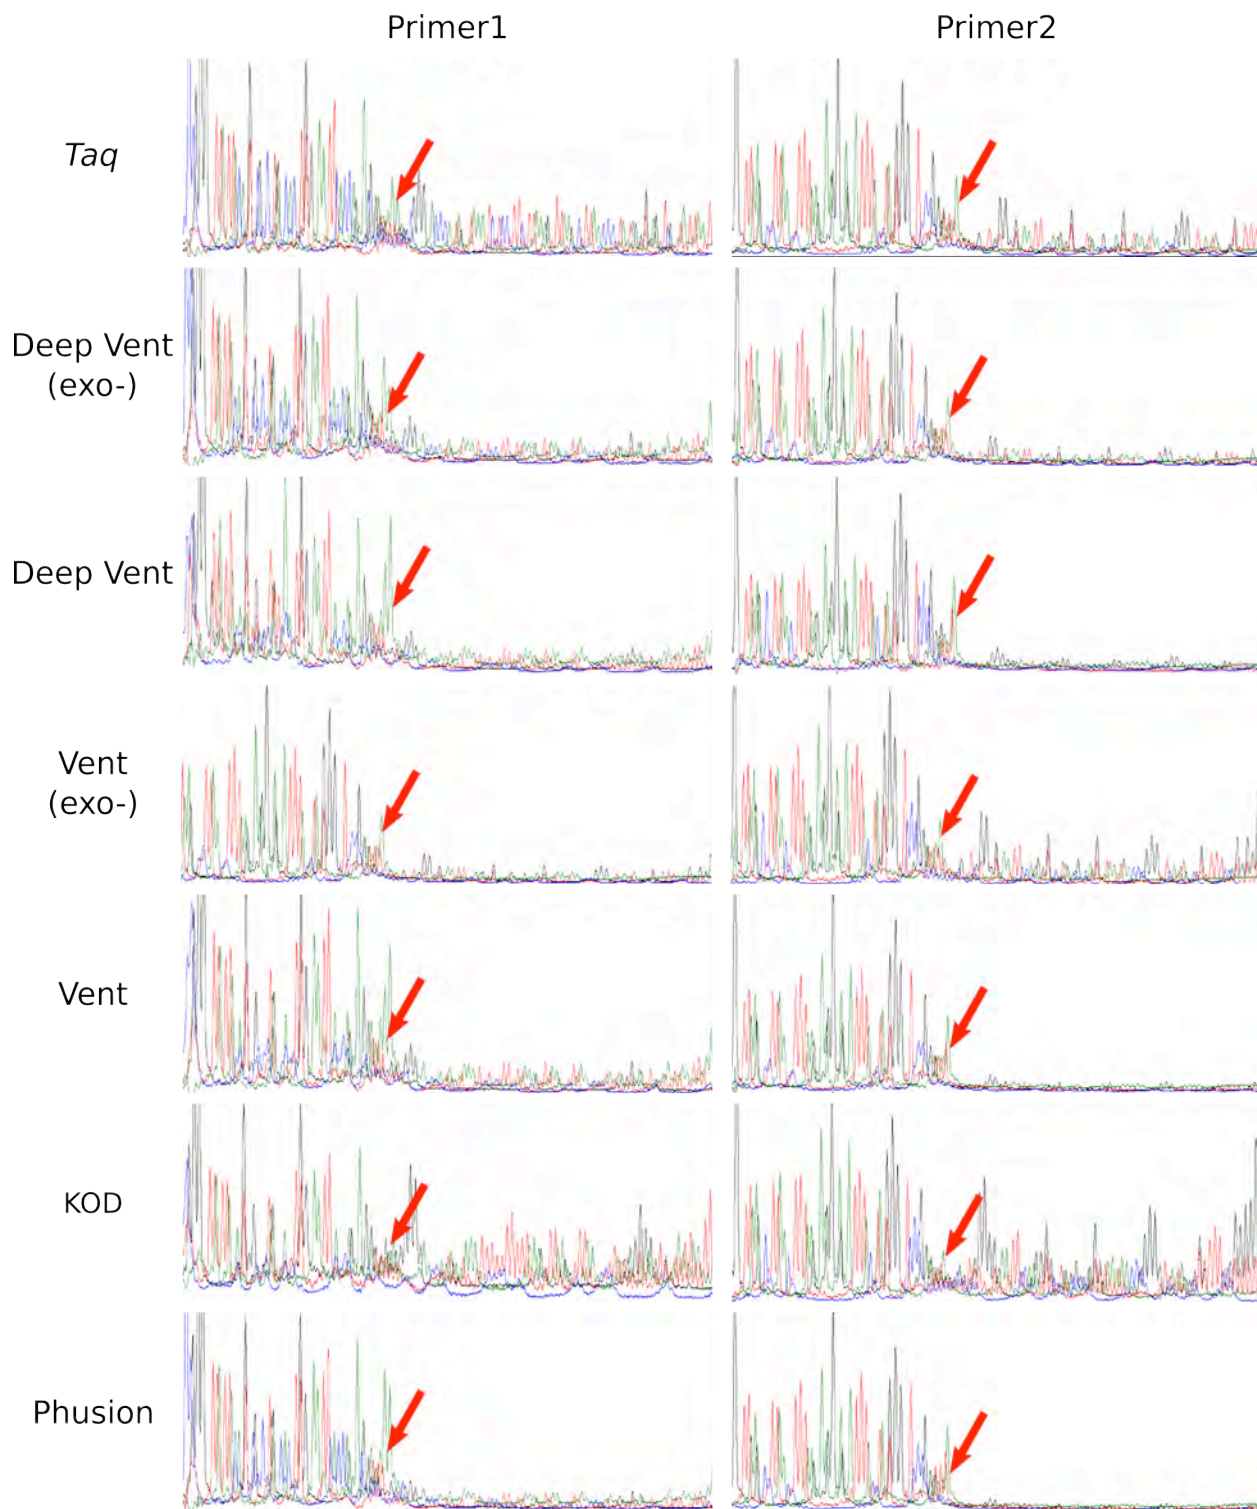 Primer1
Primer2
Taq
Deep Vent
(exo-)
Deep Vent
Vent
(exo-)
Vent
KOD
Phusion